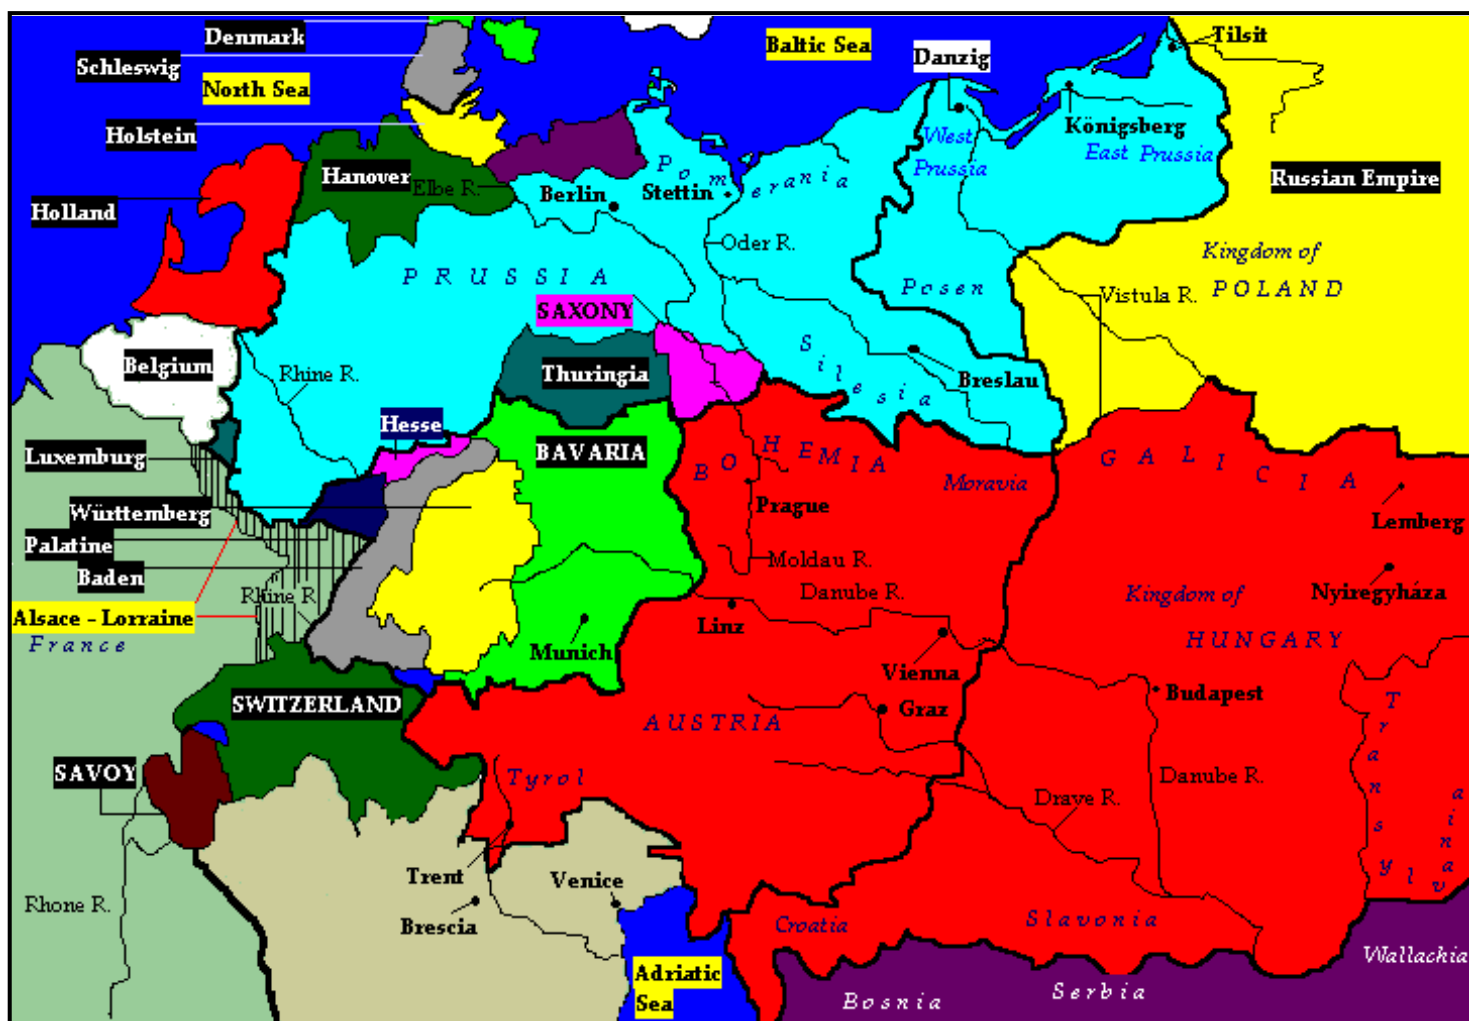 Denmark
Schleswig
North Sea
Baltic Sea
Danzig
Tilsit
Holstein
Hanover
Elbe R.
Holland
Berlin
Stettin
Pomerania
West
Prussia
Königsberg
East Prussia
Russian Empire
Oder R.
PRUSSIA
Posen
Kingdom of
POLAND
Vistula R.
SAXONY
Belgium
Rhine R.
Thuringia
Silesia
Breslau
Hesse
Luxemburg
BAVARIA
BOHEMIA
Moravia
GALICIA
Württemberg
Prague
Lemberg
Palatine
Baden
Moldau R.
Rhine R
Danube R.
Kingdom of
HUNGARY
Nyiregyháza
Alsace - Lorraine
France
Linz
Munich
Vienna
SWITZERLAND
AUSTRIA
Graz
Budapest
Transylvania
SAVOY
Tyrol
Danube R.
Drave R.
Trent
Venice
Rhone R.
Brescia
Croatia
Slavonia
Adriatic
Sea
Wallachia
Bosnia
Serbia